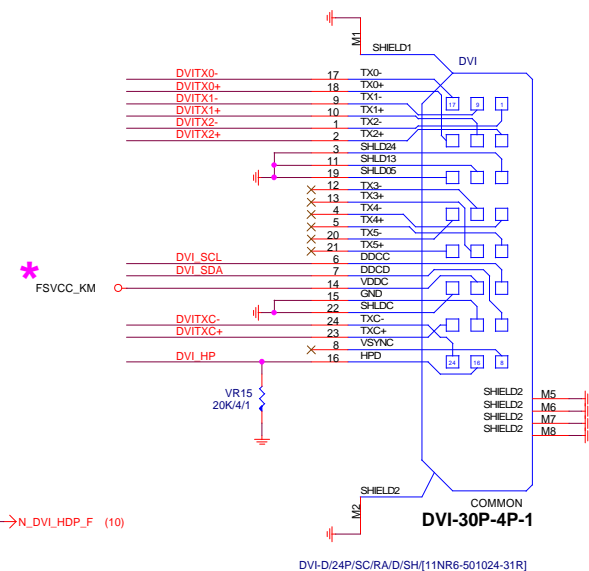 M1
SHIELD1
DVI
DVITX0- 17 TX0-
DVITX0+ 18 TX0+
DVITX1- 9 TX1-
DVITX1+ 10 TX1+
DVITX2- 1 TX2-
DVITX2+ 2 TX2+
3 SHLD24
11 SHLD13
19 SHLD05
12 TX3-
13 TX3+
4 TX4-
5 TX4+
20 TX5-
21 TX5+
DVI_SCL 6 DDCC
DVI_SDA 7 DDCD
* FSVCC_KM 14 VDDC
15 GND
22 SHLDC
DVITXC- 24 TXC-
DVITXC+ 23 TXC+
8 VSYNC
DVI_HP 16 HPD
17 9 1
24 16 8
VR15
20K/4/1
SHIELD2 M5
SHIELD2 M6
SHIELD2 M7
SHIELD2 M8
SHIELD2
M2
COMMON
DVI-30P-4P-1
N_DVI_HDP_F (10)
DVI-D/24P/SC/RA/D/SH/[11NR6-501024-31R]